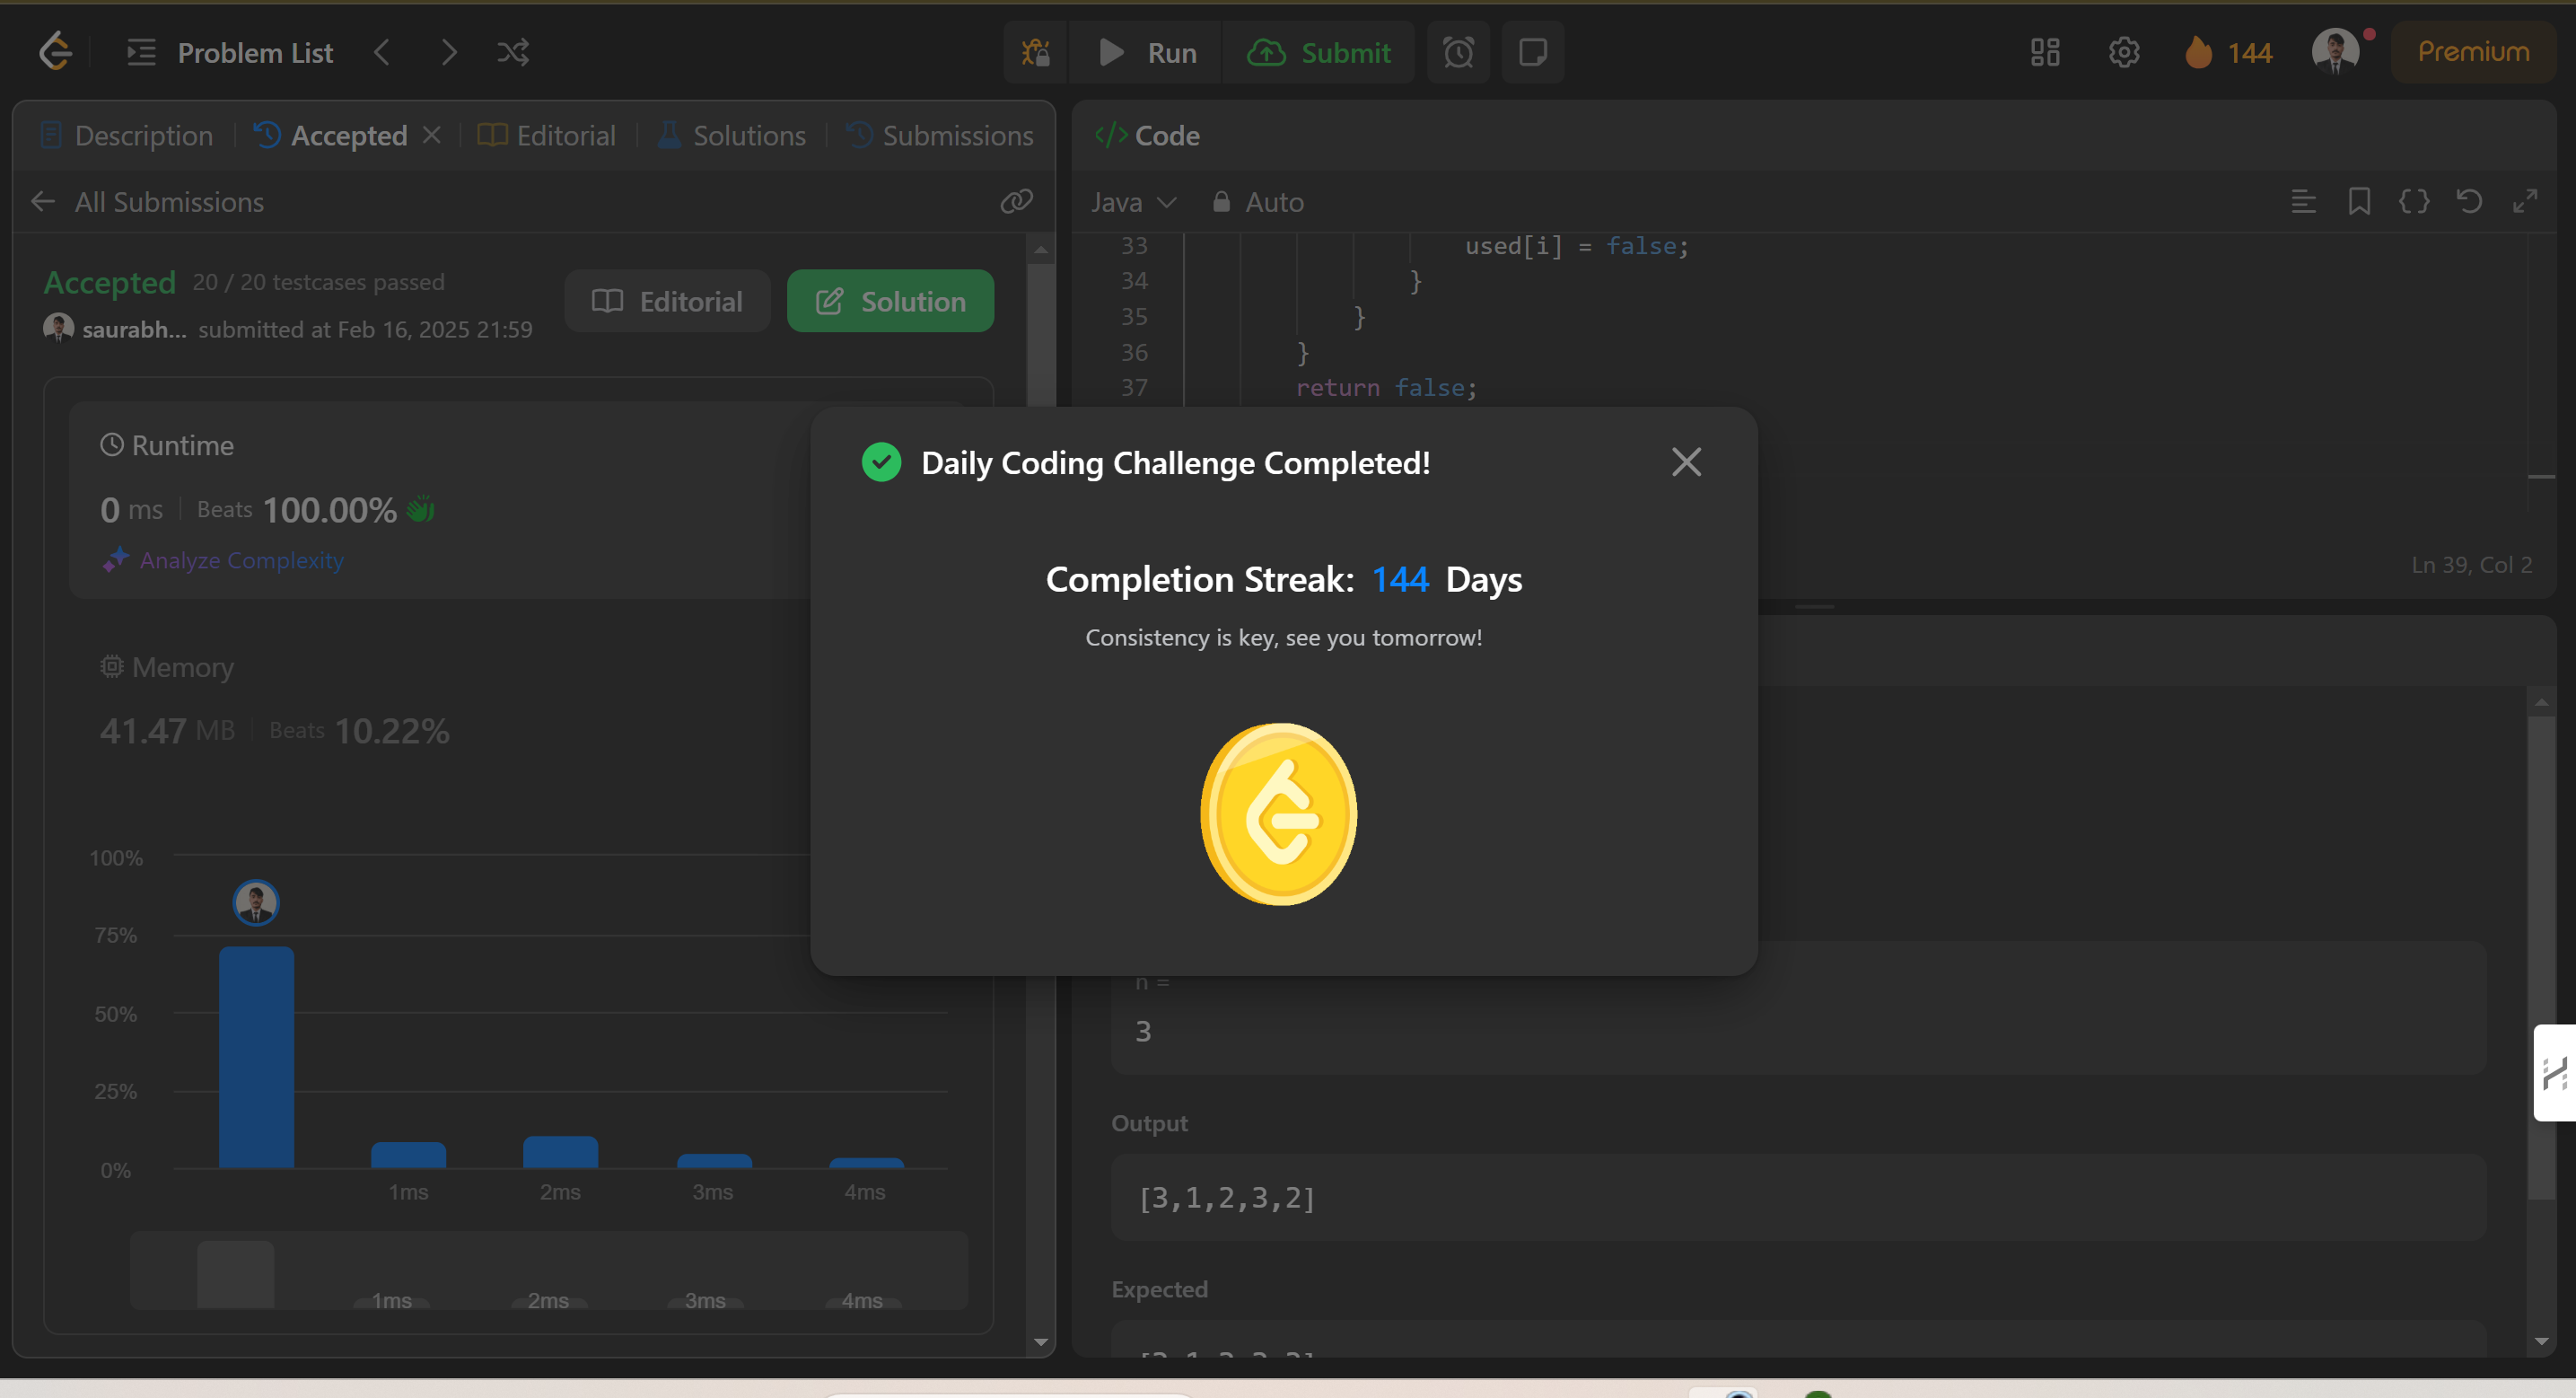 Problem List
Run
Submit
144
Premium
Description
Accepted
Editorial
Solutions
Submissions
All Submissions
Accepted 20 / 20 testcases passed
saurabh... submitted at Feb 16, 2025 21:59
Editorial
Solution
Runtime
0 ms Beats 100.00%
Analyze Complexity
Memory
41.47 MB Beats 10.22%
100%
75%
50%
25%
0%
1ms 2ms 3ms 4ms
1ms 2ms 3ms 4ms
</> Code
Java Auto
33 used[i] = false;
34 }
35 }
36 }
37 return false;
Ln 39, Col 2
Daily Coding Challenge Completed!
Completion Streak: 144 Days
Consistency is key, see you tomorrow!
n =
3
Output
[3,1,2,3,2]
Expected